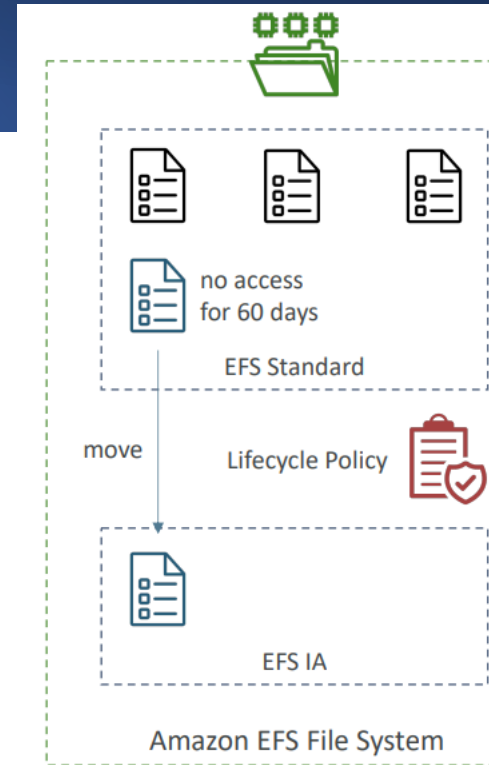 no access
for 60 days
EFS Standard
move
Lifecycle Policy
EFS IA
Amazon EFS File System